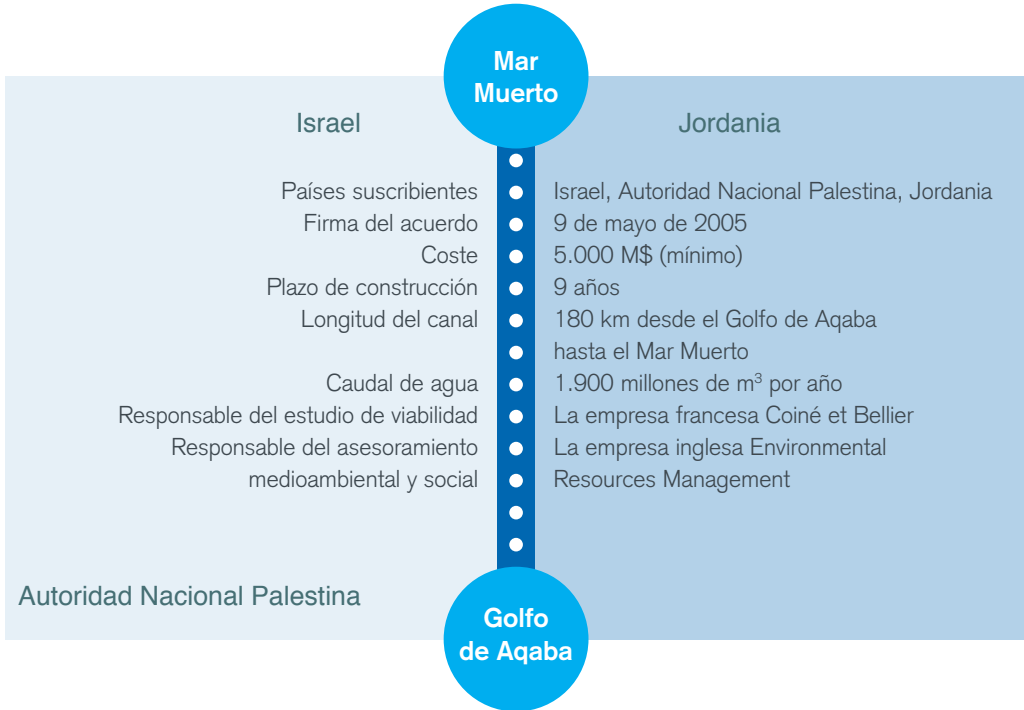 Mar
Muerto
Israel
Jordania
Países suscribientes
Israel, Autoridad Nacional Palestina, Jordania
Firma del acuerdo
9 de mayo de 2005
Coste
5.000 M$ (mínimo)
Plazo de construcción
9 años
Longitud del canal
180 km desde el Golfo de Aqaba
hasta el Mar Muerto
Caudal de agua
1.900 millones de m³ por año
Responsable del estudio de viabilidad
La empresa francesa Coiné et Bellier
Responsable del asesoramiento
La empresa inglesa Environmental
medioambiental y social
Resources Management
Autoridad Nacional Palestina
Golfo
de Aqaba